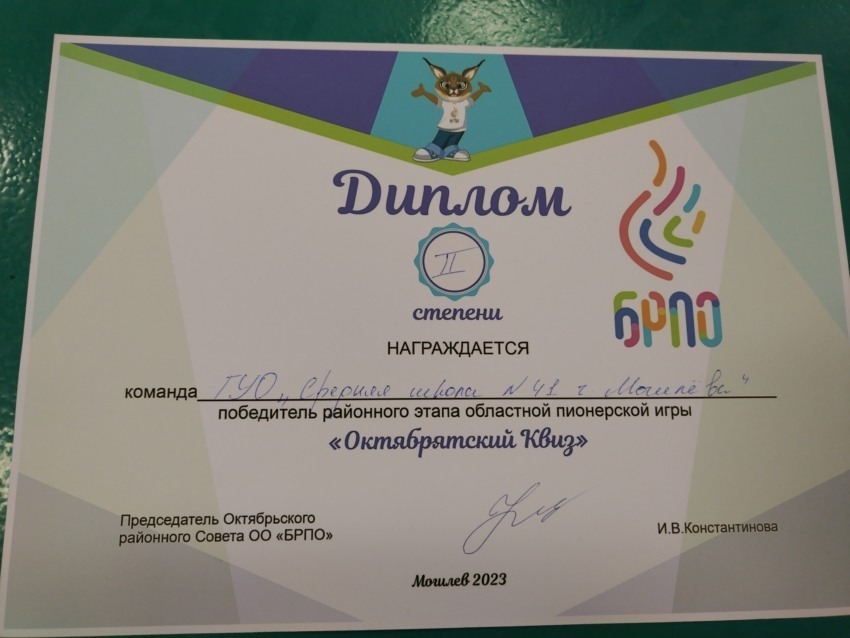 Диплом
II
степени
БРПО
НАГРАЖДАЕТСЯ
команда ГУО „Средняя школа N 41 г. Могилёва"
победитель районного этапа областной пионерской игры
«Октябрятский Квиз»
Председатель Октябрьского
районного Совета ОО «БРПО»
И.В.Константинова
Могилев 2023